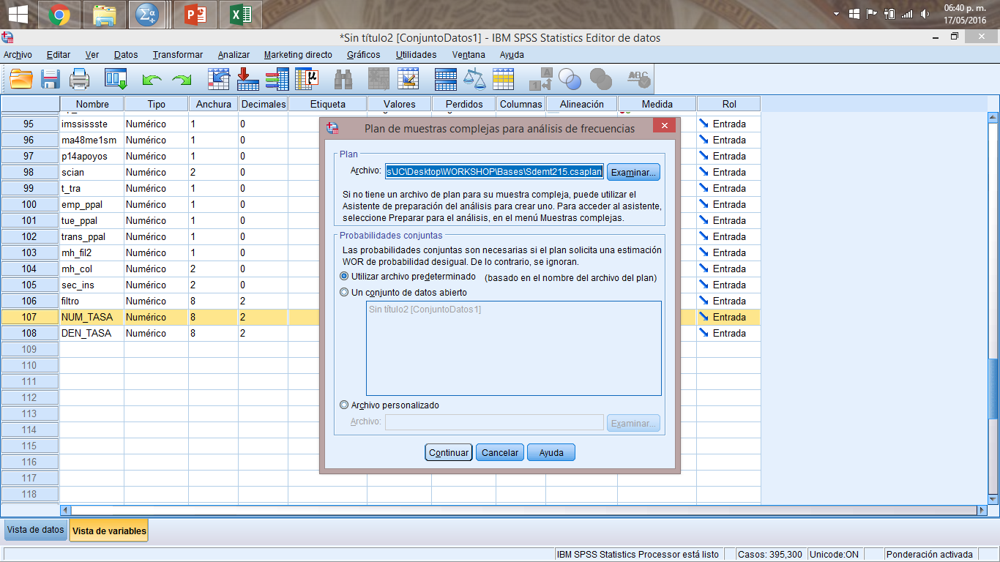 06:40 p. m.
17/05/2016
*Sin título2 [ConjuntoDatos1] - IBM SPSS Statistics Editor de datos
Archivo Editar Ver Datos Transformar Analizar Marketing directo Gráficos Utilidades Ventana Ayuda
Nombre Tipo Anchura Decimales Etiqueta Valores Perdidos Columnas Alineación Medida Rol
95 imssissste Numérico 1 0 Entrada
96 ma48me1sm Numérico 1 0 Entrada
97 p14apoyos Numérico 1 0 Entrada
98 scian Numérico 2 0 Entrada
99 t_tra Numérico 1 0 Entrada
100 emp_ppal Numérico 1 0 Entrada
101 tue_ppal Numérico 1 0 Entrada
102 trans_ppal Numérico 1 0 Entrada
103 mh_fil2 Numérico 1 0 Entrada
104 mh_col Numérico 2 0 Entrada
105 sec_ins Numérico 2 0 Entrada
106 filtro Numérico 8 2 Entrada
107 NUM_TASA Numérico 8 2 Entrada
108 DEN_TASA Numérico 8 2 Entrada
109
110
111
112
113
114
115
116
117
118
Plan de muestras complejas para análisis de frecuencias
Plan
Archivo: s\UC\Desktop\WORKSHOP\Bases\Sdemt215.csaplan Examinar...
Si no tiene un archivo de plan para su muestra compleja, puede utilizar el
Asistente de preparación del análisis para crear uno. Para acceder al asistente,
seleccione Preparar para el análisis, en el menú Muestras complejas.
Probabilidades conjuntas
Las probabilidades conjuntas son necesarias si el plan solicita una estimación
WOR de probabilidad desigual. De lo contrario, se ignoran.
Utilizar archivo predeterminado (basado en el nombre del archivo del plan)
Un conjunto de datos abierto
Sin título2 [ConjuntoDatos1]
Archivo personalizado
Archivo: Examinar...
Continuar Cancelar Ayuda
Vista de datos Vista de variables
IBM SPSS Statistics Processor está listo Casos: 395,300 Unicode:ON Ponderación activada